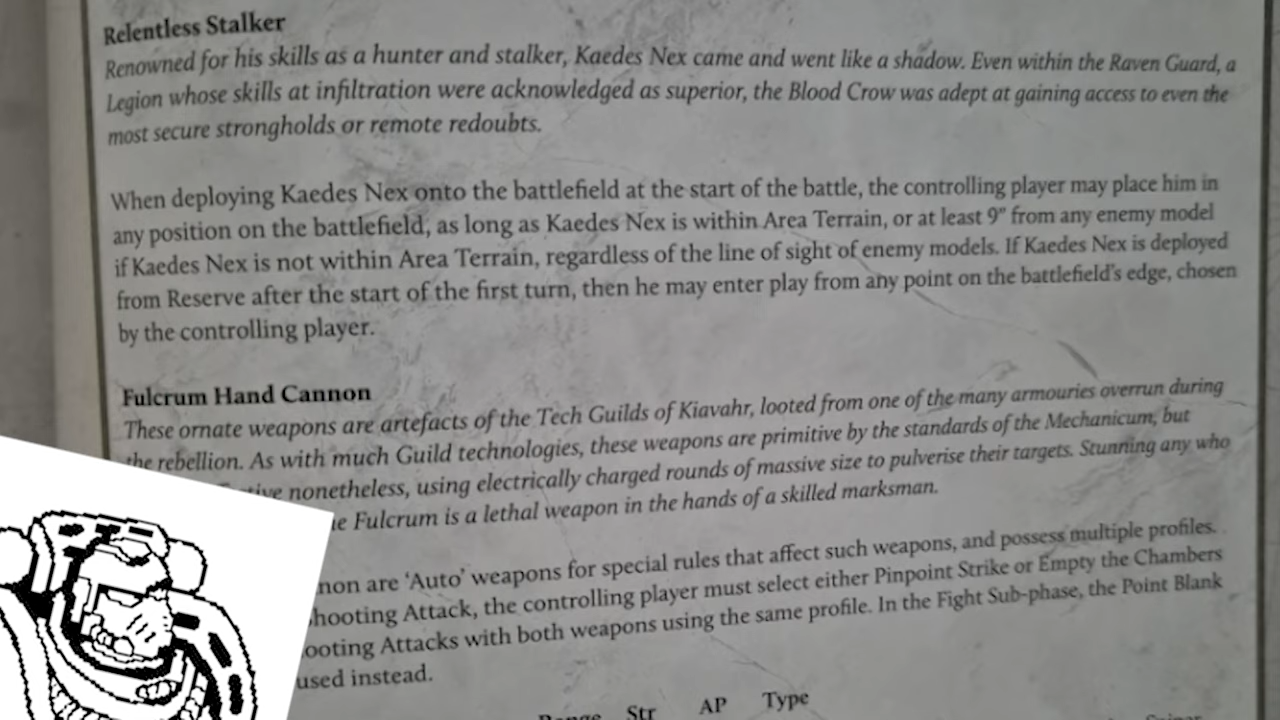 Relentless Stalker
Renowned for his skills as a hunter and stalker, Kaedes Nex came and went like a shadow. Even within the Raven Guard, a
Legion whose skills at infiltration were acknowledged as superior, the Blood Crow was adept at gaining access to even the
most secure strongholds or remote redoubts.
When deploying Kaedes Nex onto the battlefield at the start of the battle, the controlling player may place him in
any position on the battlefield, as long as Kaedes Nex is within Area Terrain, or at least 9" from any enemy model
if Kaedes Nex is not within Area Terrain, regardless of the line of sight of enemy models. If Kaedes Nex is deployed
from Reserve after the start of the first turn, then he may enter play from any point on the battlefield's edge, chosen
by the controlling player.
Fulcrum Hand Cannon
These ornate weapons are artefacts of the Tech Guilds of Kiavahr, looted from one of the many armouries overrun during
the rebellion. As with much Guild technologies, these weapons are primitive by the standards of the Mechanicum, but
nonetheless, using electrically charged rounds of massive size to pulverise their targets. Stunning any who
Fulcrum is a lethal weapon in the hands of a skilled marksman.
are 'Auto' weapons for special rules that affect such weapons, and possess multiple profiles.
Attack, the controlling player must select either Pinpoint Strike or Empty the Chambers
Attacks with both weapons using the same profile. In the Fight Sub-phase, the Point Blank
used instead.
Range Str AP Type